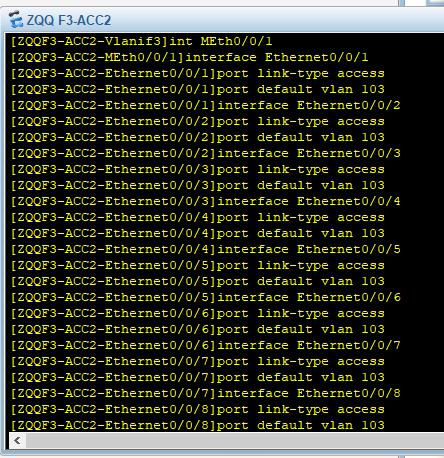 ZQQ F3-ACC2
[ZQQF3-ACC2-Vlanif3]int MEth0/0/1
[ZQQF3-ACC2-MEth0/0/1]interface Ethernet0/0/1
[ZQQF3-ACC2-Ethernet0/0/1]port link-type access
[ZQQF3-ACC2-Ethernet0/0/1]port default vlan 103
[ZQQF3-ACC2-Ethernet0/0/1]interface Ethernet0/0/2
[ZQQF3-ACC2-Ethernet0/0/2]port link-type access
[ZQQF3-ACC2-Ethernet0/0/2]port default vlan 103
[ZQQF3-ACC2-Ethernet0/0/2]interface Ethernet0/0/3
[ZQQF3-ACC2-Ethernet0/0/3]port link-type access
[ZQQF3-ACC2-Ethernet0/0/3]port default vlan 103
[ZQQF3-ACC2-Ethernet0/0/3]interface Ethernet0/0/4
[ZQQF3-ACC2-Ethernet0/0/4]port link-type access
[ZQQF3-ACC2-Ethernet0/0/4]port default vlan 103
[ZQQF3-ACC2-Ethernet0/0/4]interface Ethernet0/0/5
[ZQQF3-ACC2-Ethernet0/0/5]port link-type access
[ZQQF3-ACC2-Ethernet0/0/5]port default vlan 103
[ZQQF3-ACC2-Ethernet0/0/5]interface Ethernet0/0/6
[ZQQF3-ACC2-Ethernet0/0/6]port link-type access
[ZQQF3-ACC2-Ethernet0/0/6]port default vlan 103
[ZQQF3-ACC2-Ethernet0/0/6]interface Ethernet0/0/7
[ZQQF3-ACC2-Ethernet0/0/7]port link-type access
[ZQQF3-ACC2-Ethernet0/0/7]port default vlan 103
[ZQQF3-ACC2-Ethernet0/0/7]interface Ethernet0/0/8
[ZQQF3-ACC2-Ethernet0/0/8]port link-type access
[ZQQF3-ACC2-Ethernet0/0/8]port default vlan 103